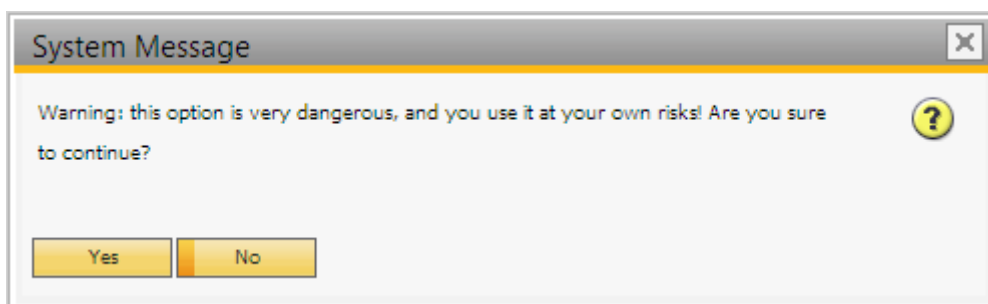 System Message
Warning: this option is very dangerous, and you use it at your own risks! Are you sure
to continue?
Yes No